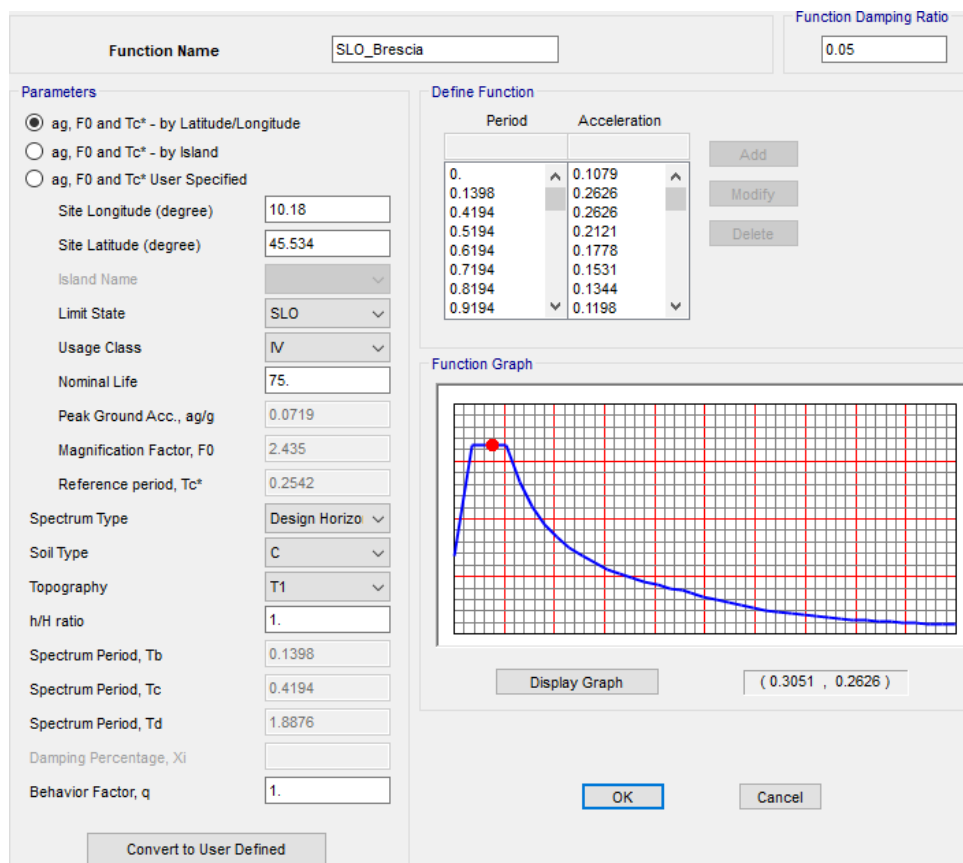 Function Damping Ratio
Function Name SLO_Brescia 0.05
Parameters
ag, F0 and Tc* - by Latitude/Longitude
ag, F0 and Tc* - by Island
ag, F0 and Tc* User Specified
Site Longitude (degree) 10.18
Site Latitude (degree) 45.534
Island Name
Limit State SLO
Usage Class IV
Nominal Life 75.
Peak Ground Acc., ag/g 0.0719
Magnification Factor, F0 2.435
Reference period, Tc* 0.2542
Spectrum Type Design Horizo
Soil Type C
Topography T1
h/H ratio 1.
Spectrum Period, Tb 0.1398
Spectrum Period, Tc 0.4194
Spectrum Period, Td 1.8876
Damping Percentage, Xi
Behavior Factor, q 1.
Convert to User Defined
Define Function
Period Acceleration
0. 0.1079
0.1398 0.2626
0.4194 0.2626
0.5194 0.2121
0.6194 0.1778
0.7194 0.1531
0.8194 0.1344
0.9194 0.1198
Add
Modify
Delete
Function Graph
Display Graph (0.3051 , 0.2626)
OK Cancel